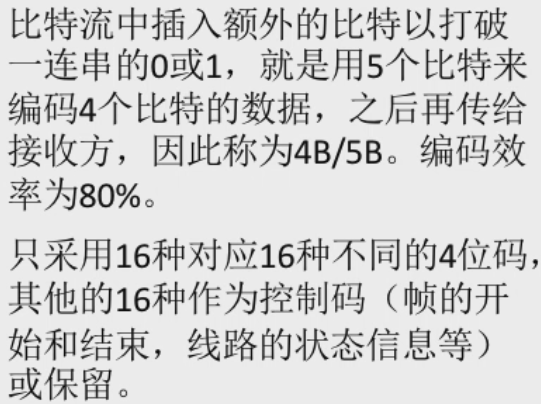 比特流中插入额外的比特以打破
一连串的0或1，就是用5个比特来
编码4个比特的数据，之后再传给
接收方，因此称为4B/5B。编码效
率为80%。
只采用16种对应16种不同的4位码，
其他的16种作为控制码（帧的开
始和结束，线路的状态信息等）
或保留。